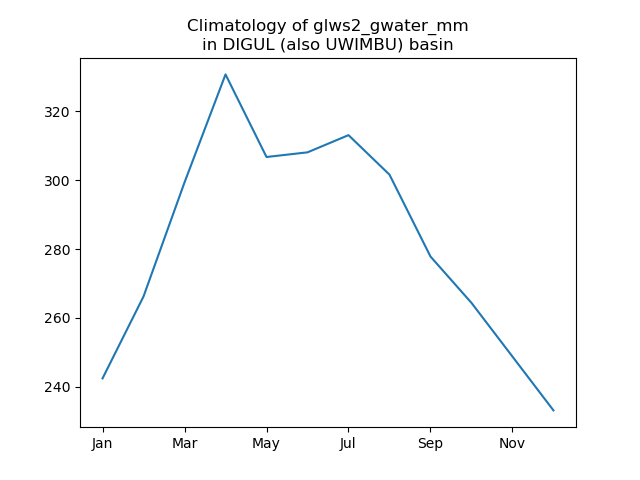 Climatology of glws2_gwater_mm
in DIGUL (also UWIMBU) basin
320
300
280
260
240
Jan Mar May Jul Sep Nov